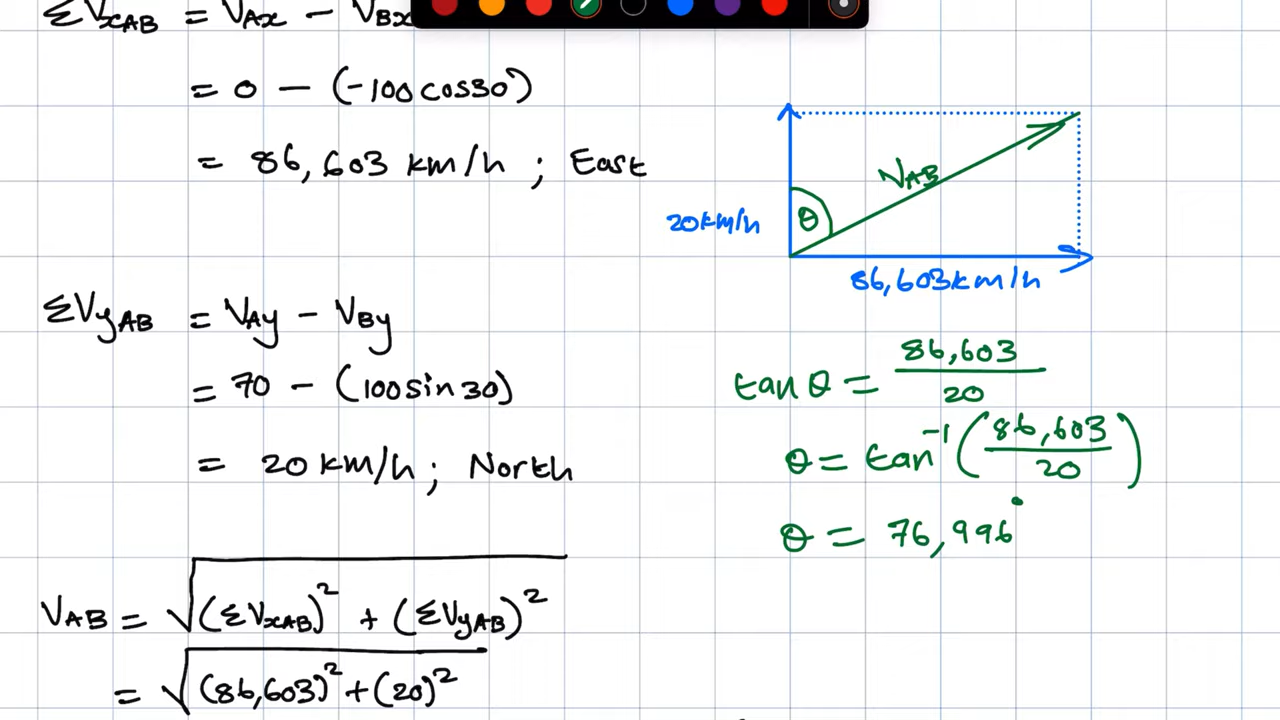 ΣVxAB = VAx - VBx
= 0 - (-100cos30°)
= 86,603 km/h ; East
ΣVyAB = VAy - VBy
= 70 - (100sin30)
= 20 km/h ; North
VAB = √(ΣVxAB)² + (ΣVyAB)²
= √(86,603)² + (20)²
VAB
θ
20km/h
86,603km/h
tan θ = 86,603/20
θ = tan⁻¹(86,603/20)
θ = 76,996°